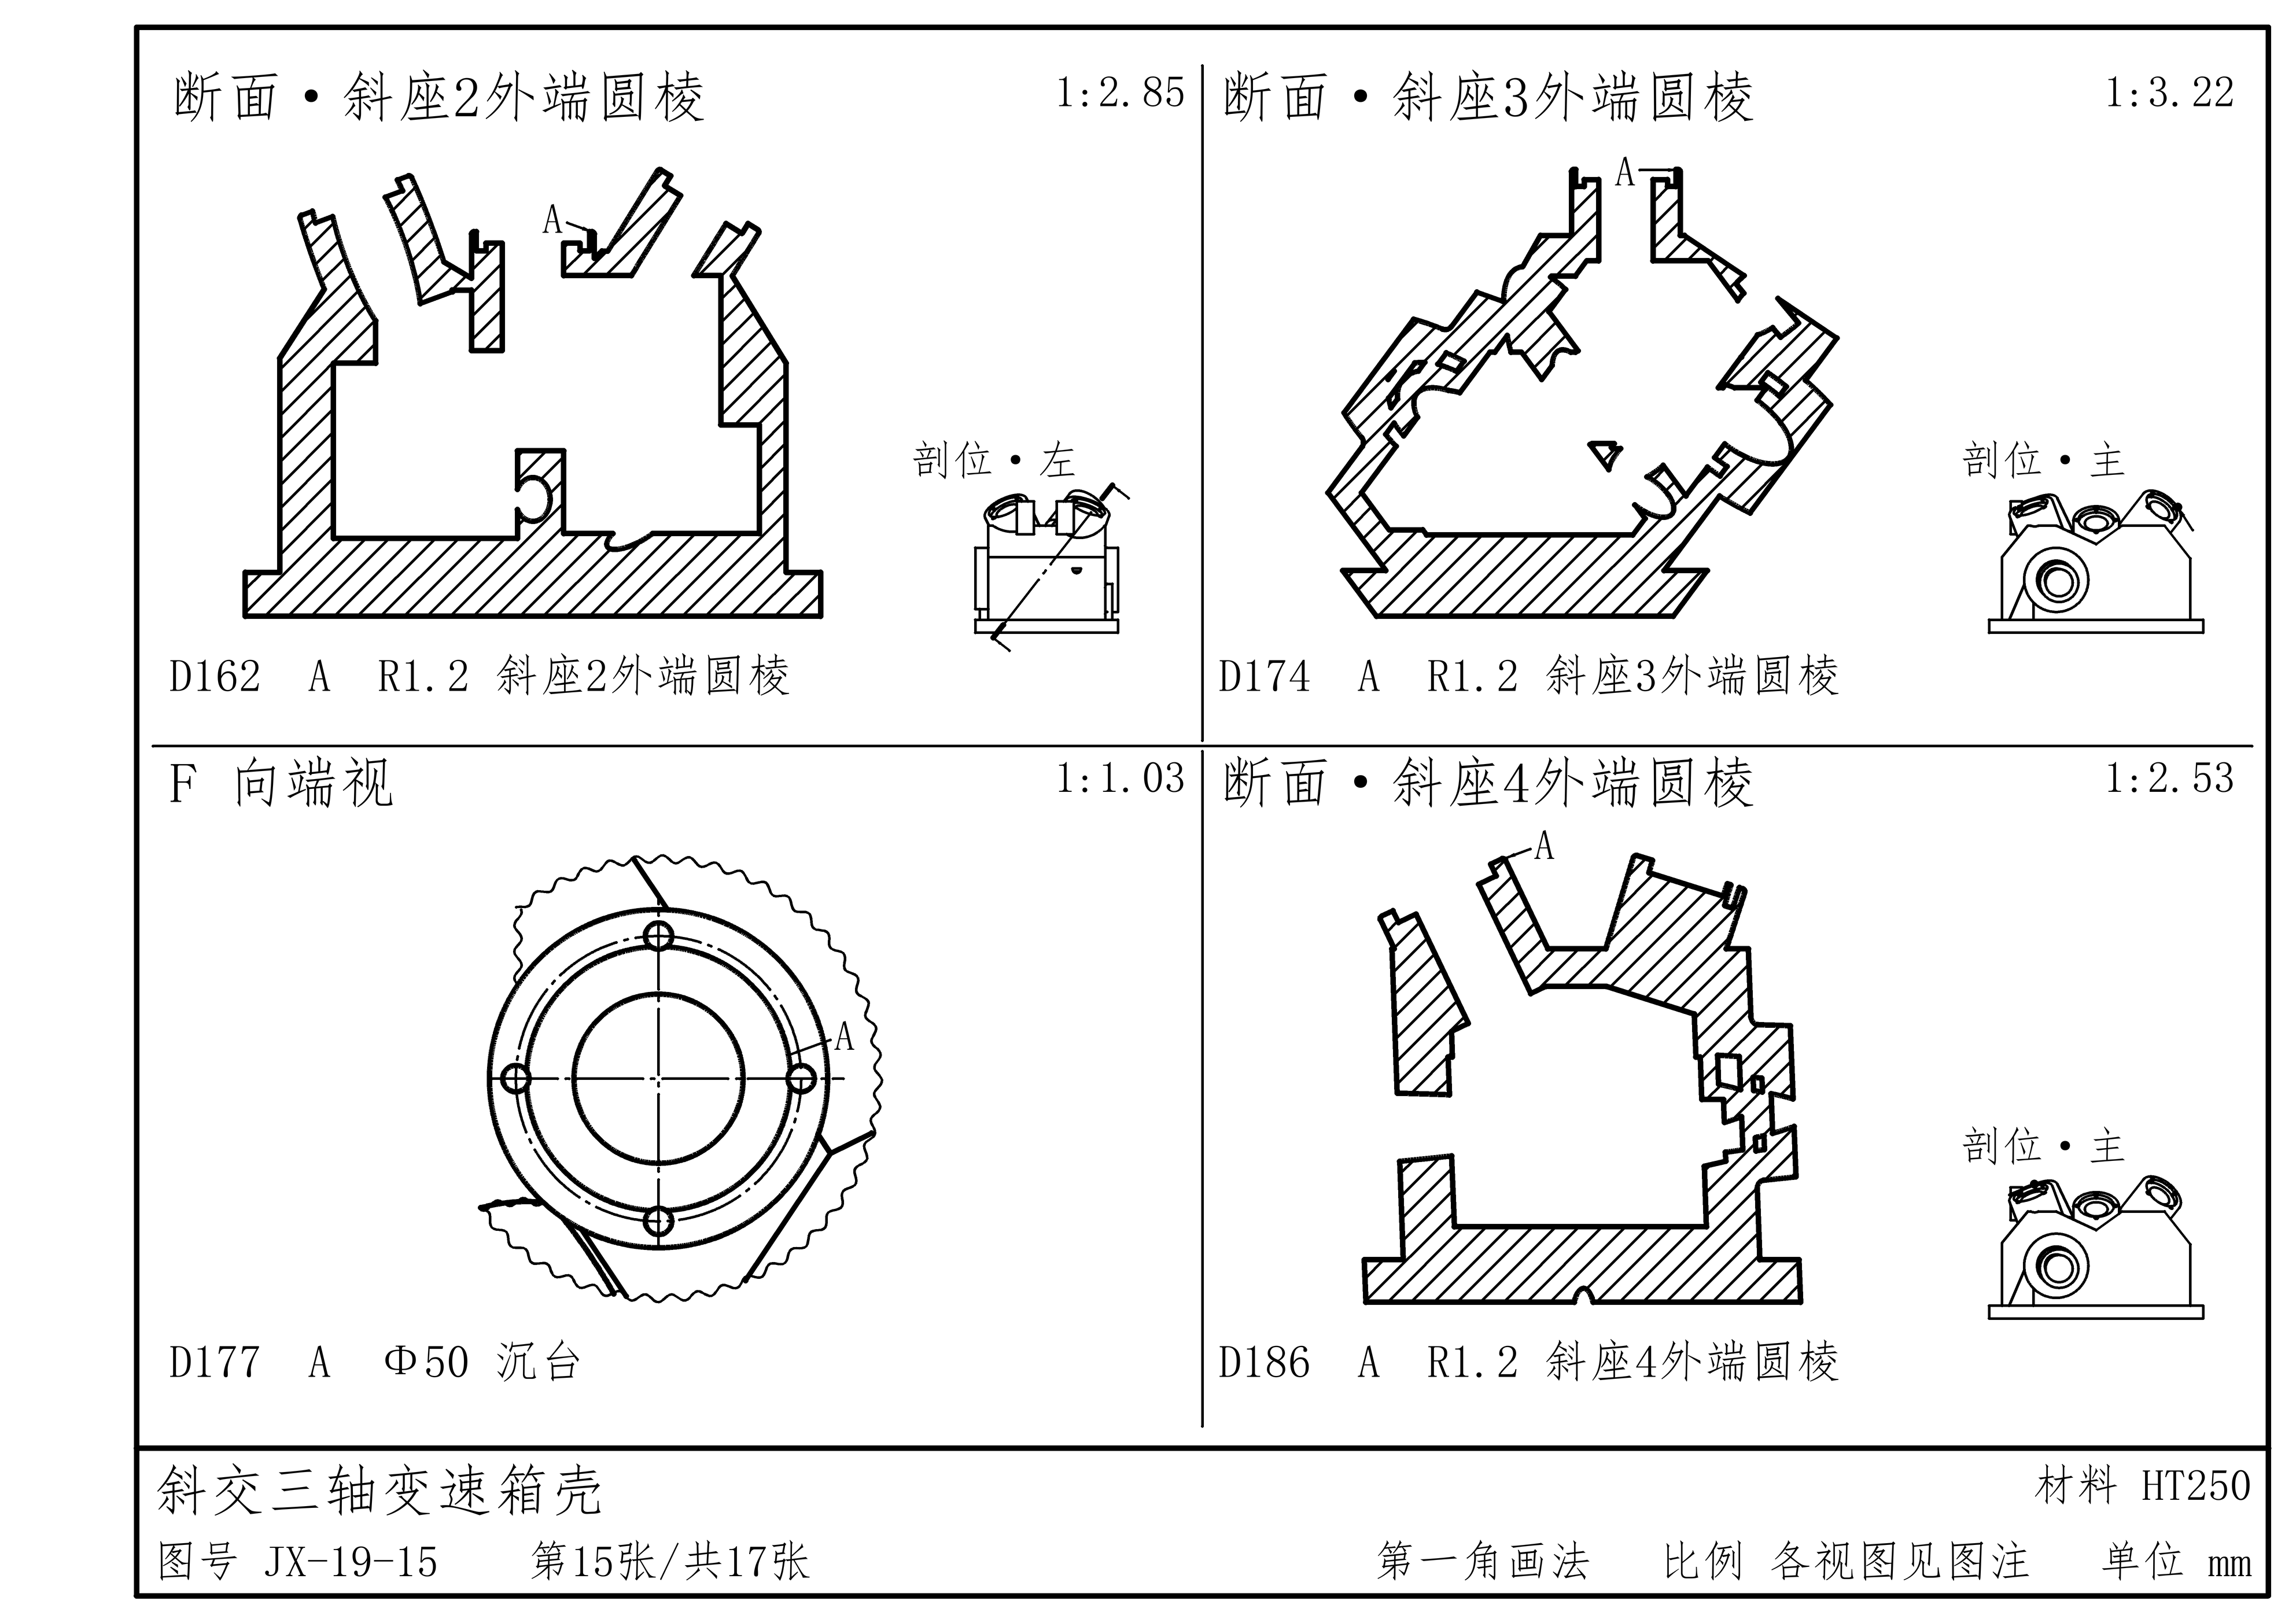 断面·斜座2外端圆棱 1:2.85
A
剖位·左
D162 A R1.2 斜座2外端圆棱
断面·斜座3外端圆棱 1:3.22
A
剖位·主
D174 A R1.2 斜座3外端圆棱
F 向端视 1:1.03
A
D177 A Φ50 沉台
断面·斜座4外端圆棱 1:2.53
A
剖位·主
D186 A R1.2 斜座4外端圆棱
斜交三轴变速箱壳 材料 HT250
图号 JX-19-15 第15张/共17张 第一角画法 比例 各视图见图注 单位 mm